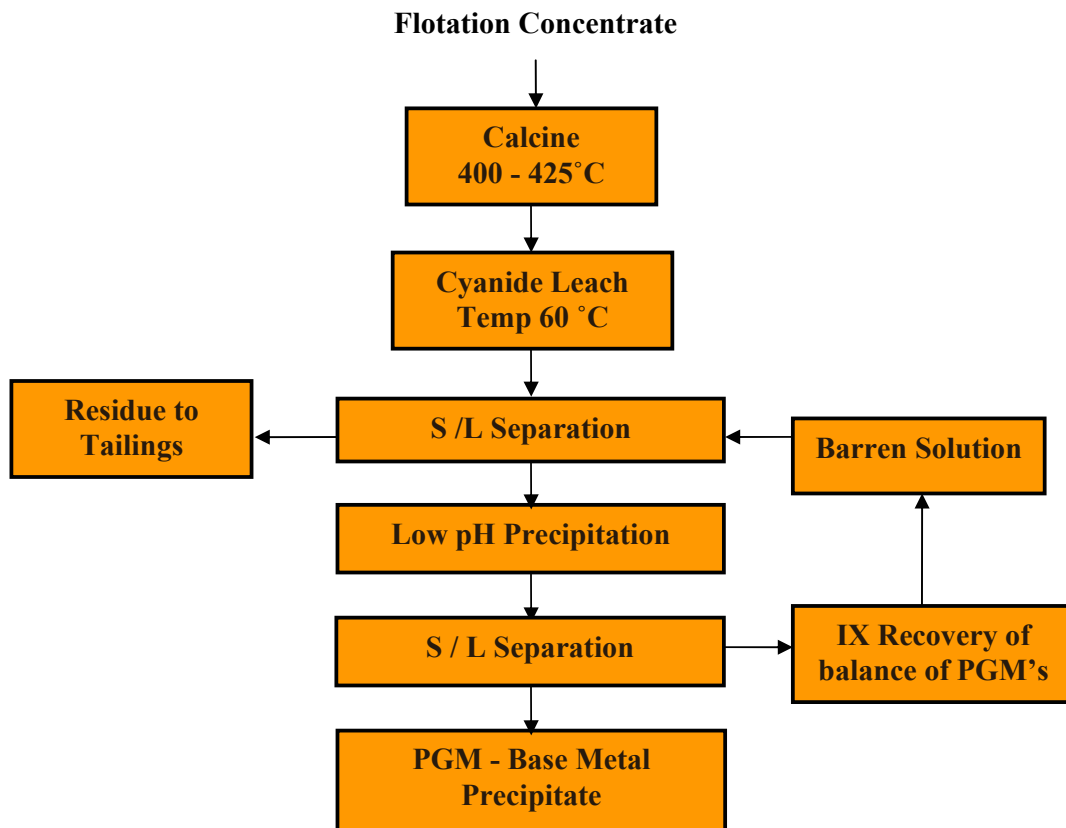 Flotation Concentrate
Calcine
400 - 425˚C
Cyanide Leach
Temp 60 ˚C
Residue to
Tailings
S /L Separation
Barren Solution
Low pH Precipitation
S / L Separation
IX Recovery of
balance of PGM’s
PGM - Base Metal
Precipitate